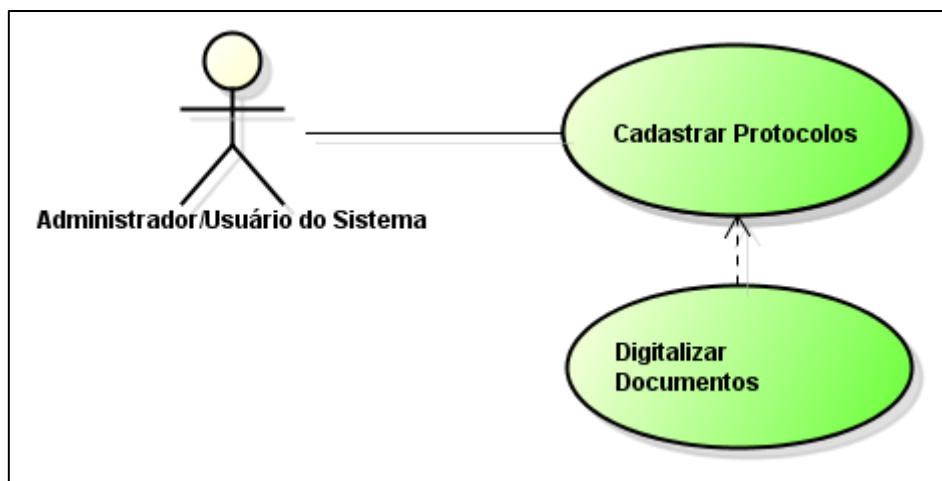 Cadastrar Protocolos
Administrador/Usuário do Sistema
Digitalizar
Documentos